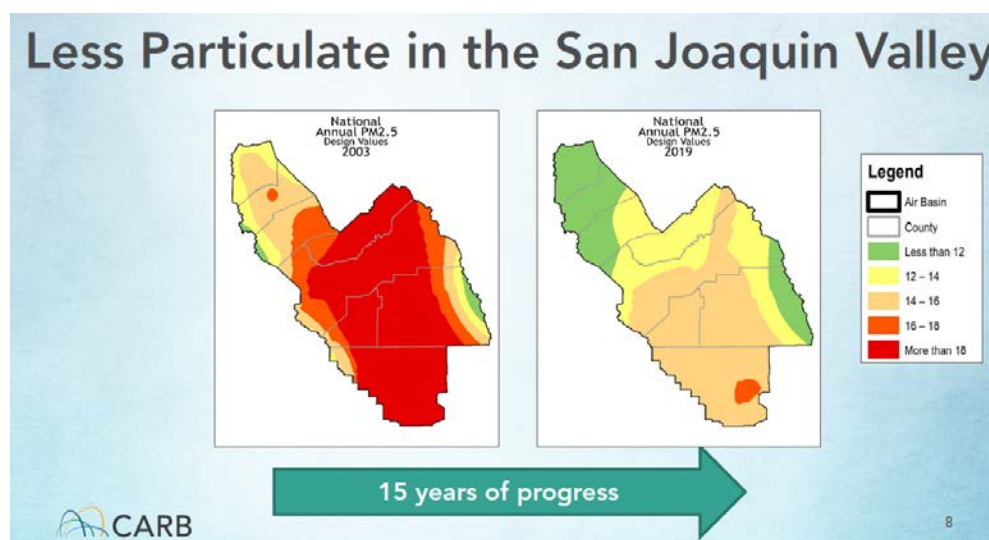 Less Particulate in the San Joaquin Valley
National
Annual PM2.5
Design Values
2003
National
Annual PM2.5
Design Values
2019
Legend
Air Basin
County
Less than 12
12 – 14
14 – 16
16 – 18
More than 18
15 years of progress
CARB
8